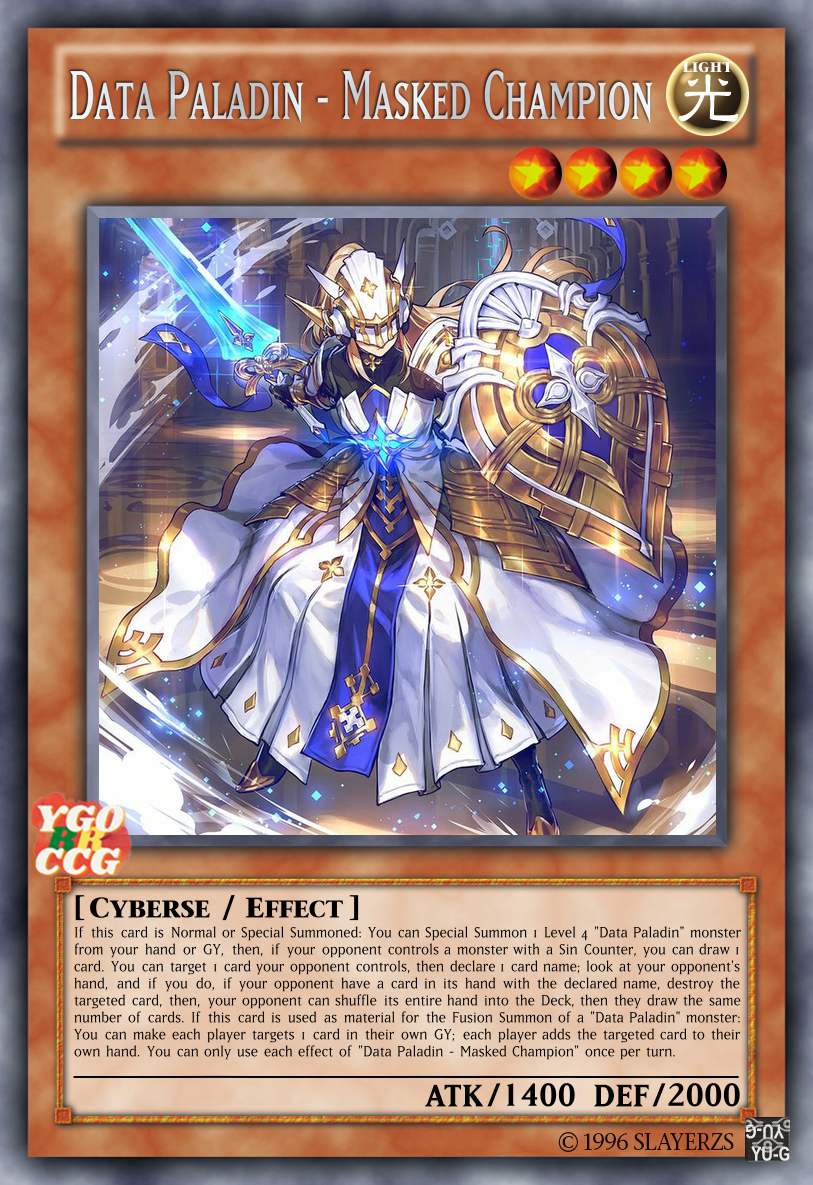 Data Paladin - Masked Champion
LIGHT
光
YGO
RR
CCG
[ Cyberse / Effect ]
If this card is Normal or Special Summoned: You can Special Summon 1 Level 4 "Data Paladin" monster
from your hand or GY, then, if your opponent controls a monster with a Sin Counter, you can draw 1
card. You can target 1 card your opponent controls, then declare 1 card name; look at your opponent's
hand, and if you do, if your opponent have a card in its hand with the declared name, destroy the
targeted card, then, your opponent can shuffle its entire hand into the Deck, then they draw the same
number of cards. If this card is used as material for the Fusion Summon of a "Data Paladin" monster:
You can make each player targets 1 card in their own GY; each player adds the targeted card to their
own hand. You can only use each effect of "Data Paladin - Masked Champion" once per turn.
ATK/1400 DEF/2000
© 1996 SLAYERZS
YU-G